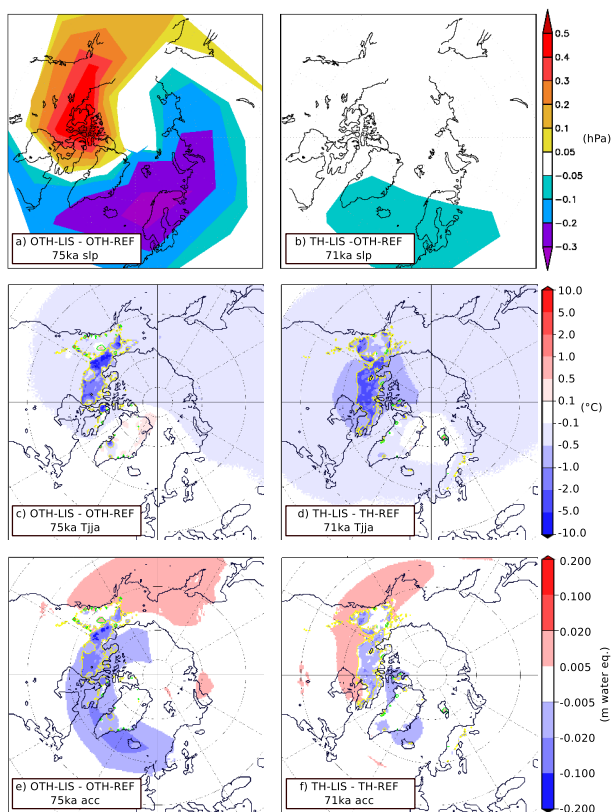 0.5
0.4
0.3
0.2
0.1
0.05
−0.05
−0.1
−0.2
−0.3
(hPa)
a) OTH-LIS - OTH-REF
75ka slp
b) TH-LIS -OTH-REF
71ka slp
10.0
5.0
2.0
1.0
0.5
0.1
-0.1
-0.5
-1.0
-2.0
-5.0
-10.0
(°C)
c) OTH-LIS - OTH-REF
75ka Tjja
d) OTH-LIS - TH-REF
71ka Tjja
0.200
0.100
0.020
0.005
-0.005
-0.020
-0.100
-0.200
(m water eq.)
e) OTH-LIS - OTH-REF
75ka acc
f) TH-LIS - TH-REF
71ka acc